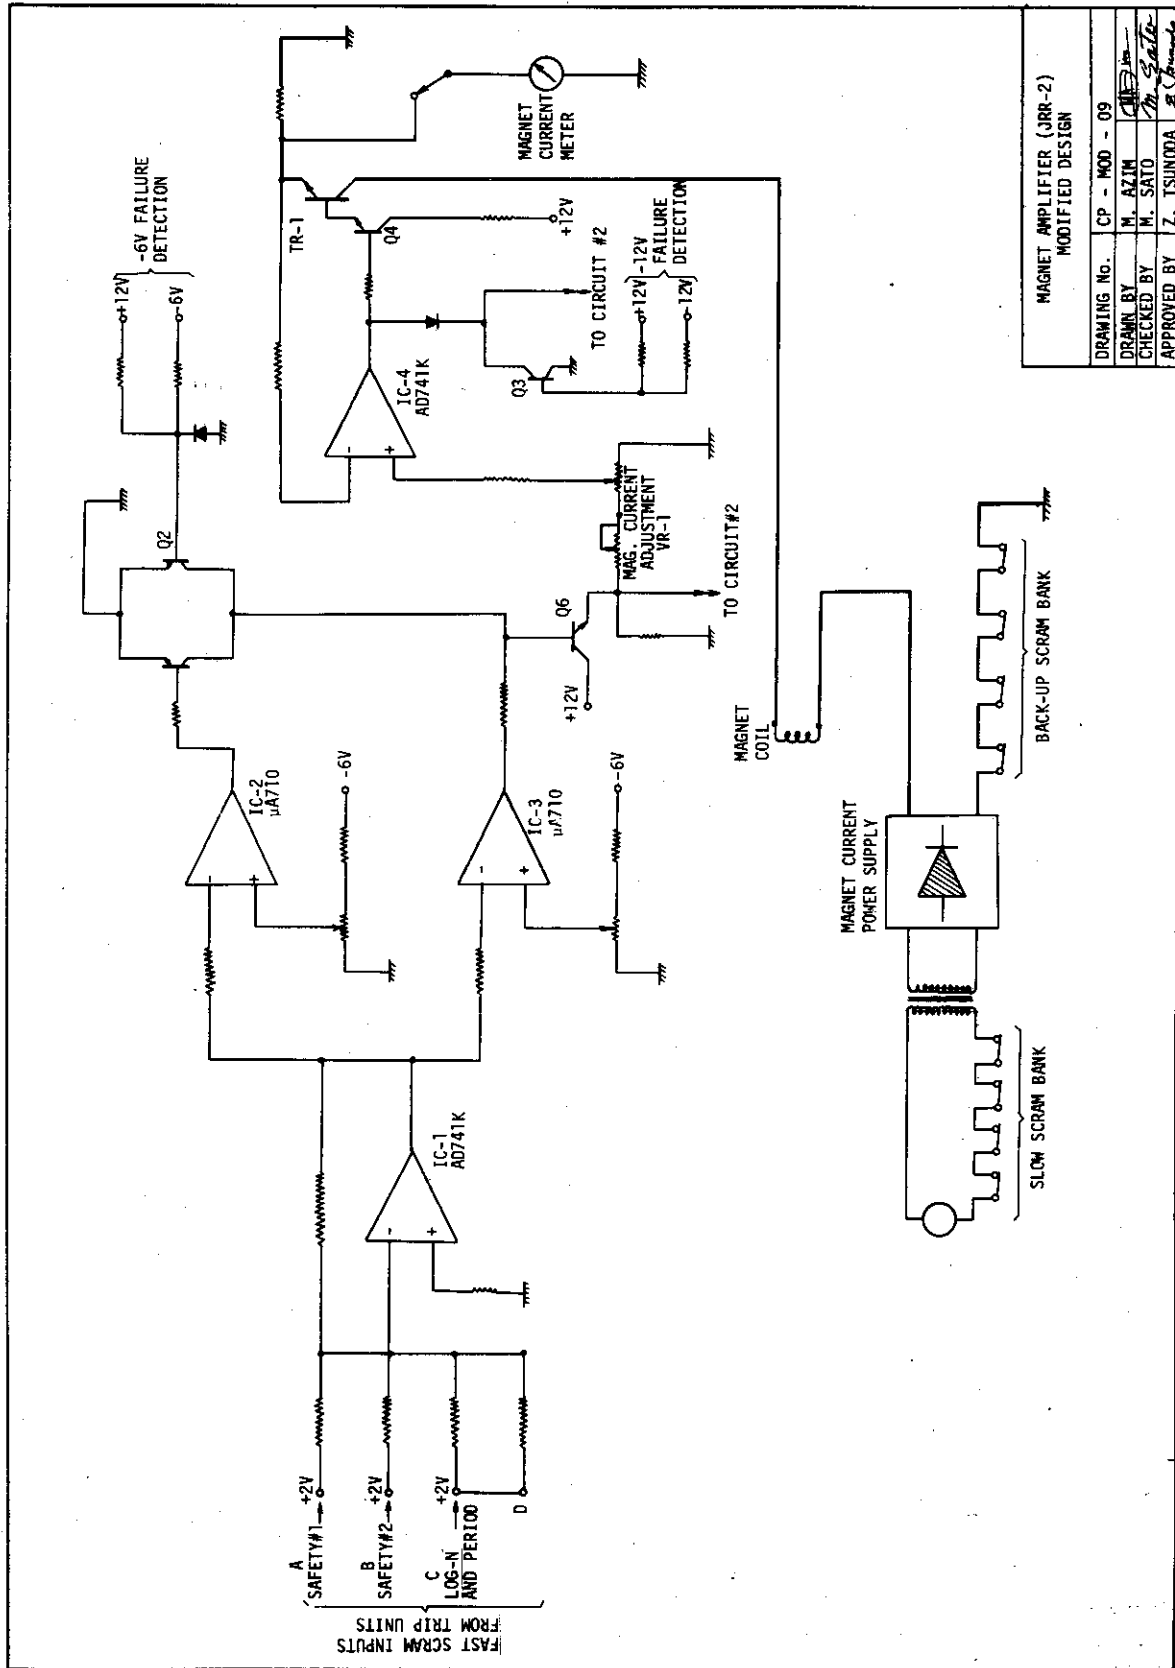 FAST SCRAM INPUTS
FROM TRIP UNITS
A
SAFETY#1
+2V
B
SAFETY#2
+2V
C
LOG-N
AND PERIOD
+2V
D
-
+
IC-1
AD741K
-
+
IC-2
μA710
-6V
-
+
IC-3
μA710
-6V
Q2
+12V
-6V
-6V FAILURE
DETECTION
Q6
+12V
MAG. CURRENT
ADJUSTMENT
VR-1
TO CIRCUIT#2
-
+
IC-4
AD741K
TR-1
Q4
+12V
Q3
TO CIRCUIT #2
+12V
-12V
-12V
FAILURE
DETECTION
MAGNET
CURRENT
METER
MAGNET
COIL
MAGNET CURRENT
POWER SUPPLY
SLOW SCRAM BANK
BACK-UP SCRAM BANK
MAGNET AMPLIFIER (JRR-2)
MODIFIED DESIGN
DRAWING No. CP - MOD - 09
DRAWN BY M. AZIM
CHECKED BY M. SATO M. Sato
APPROVED BY Z. TSUNODA